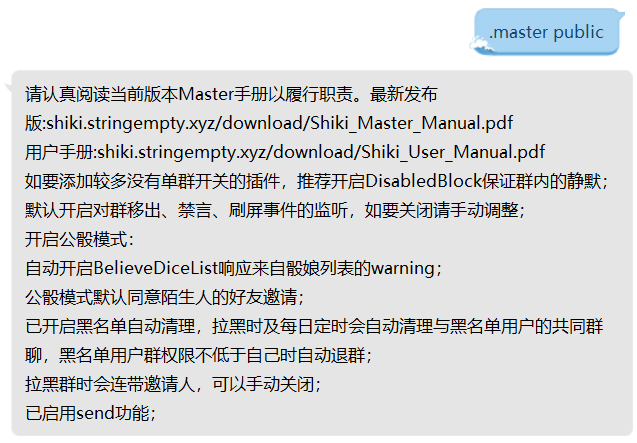 .master public
请认真阅读当前版本Master手册以履行职责。最新发布
版:shiki.stringempty.xyz/download/Shiki_Master_Manual.pdf
用户手册:shiki.stringempty.xyz/download/Shiki_User_Manual.pdf
如要添加较多没有单群开关的插件，推荐开启DisabledBlock保证群内的静默；
默认开启对群移出、禁言、刷屏事件的监听，如要关闭请手动调整；
开启公骰模式：
自动开启BelieveDiceList响应来自骰娘列表的warning；
公骰模式默认同意陌生人的好友邀请；
已开启黑名单自动清理，拉黑时及每日定时会自动清理与黑名单用户的共同群
聊，黑名单用户群权限不低于自己时自动退群；
拉黑群时会连带邀请人，可以手动关闭；
已启用send功能；